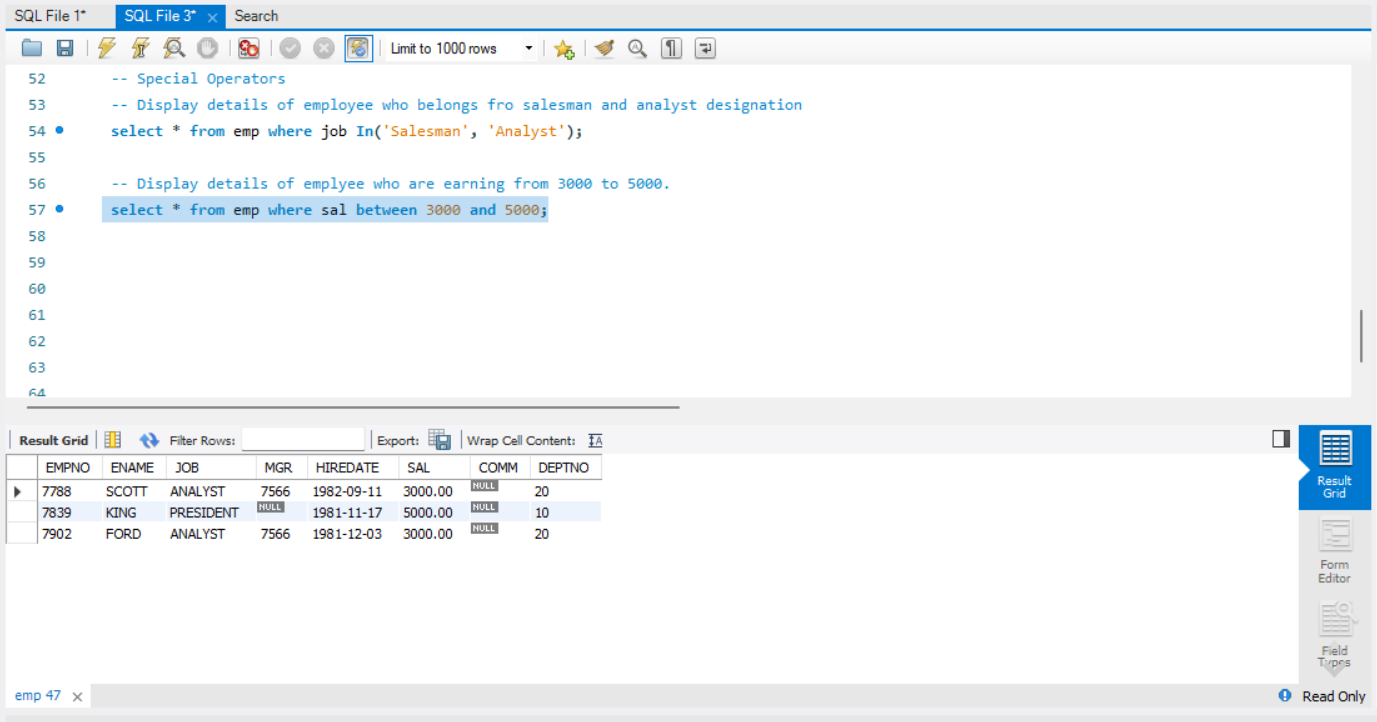 SQL File 1* SQL File 3* Search
Limit to 1000 rows
52 -- Special Operators
53 -- Display details of employee who belongs fro salesman and analyst designation
54 select * from emp where job In('Salesman', 'Analyst');
55
56 -- Display details of emplyee who are earning from 3000 to 5000.
57 select * from emp where sal between 3000 and 5000;
58
59
60
61
62
63
64
Result Grid Filter Rows: Export: Wrap Cell Content:
EMPNO ENAME JOB MGR HIREDATE SAL COMM DEPTNO
7788 SCOTT ANALYST 7566 1982-09-11 3000.00 NULL 20
7839 KING PRESIDENT NULL 1981-11-17 5000.00 NULL 10
7902 FORD ANALYST 7566 1981-12-03 3000.00 NULL 20
Result
Grid
Form
Editor
Field
Types
emp 47 Read Only